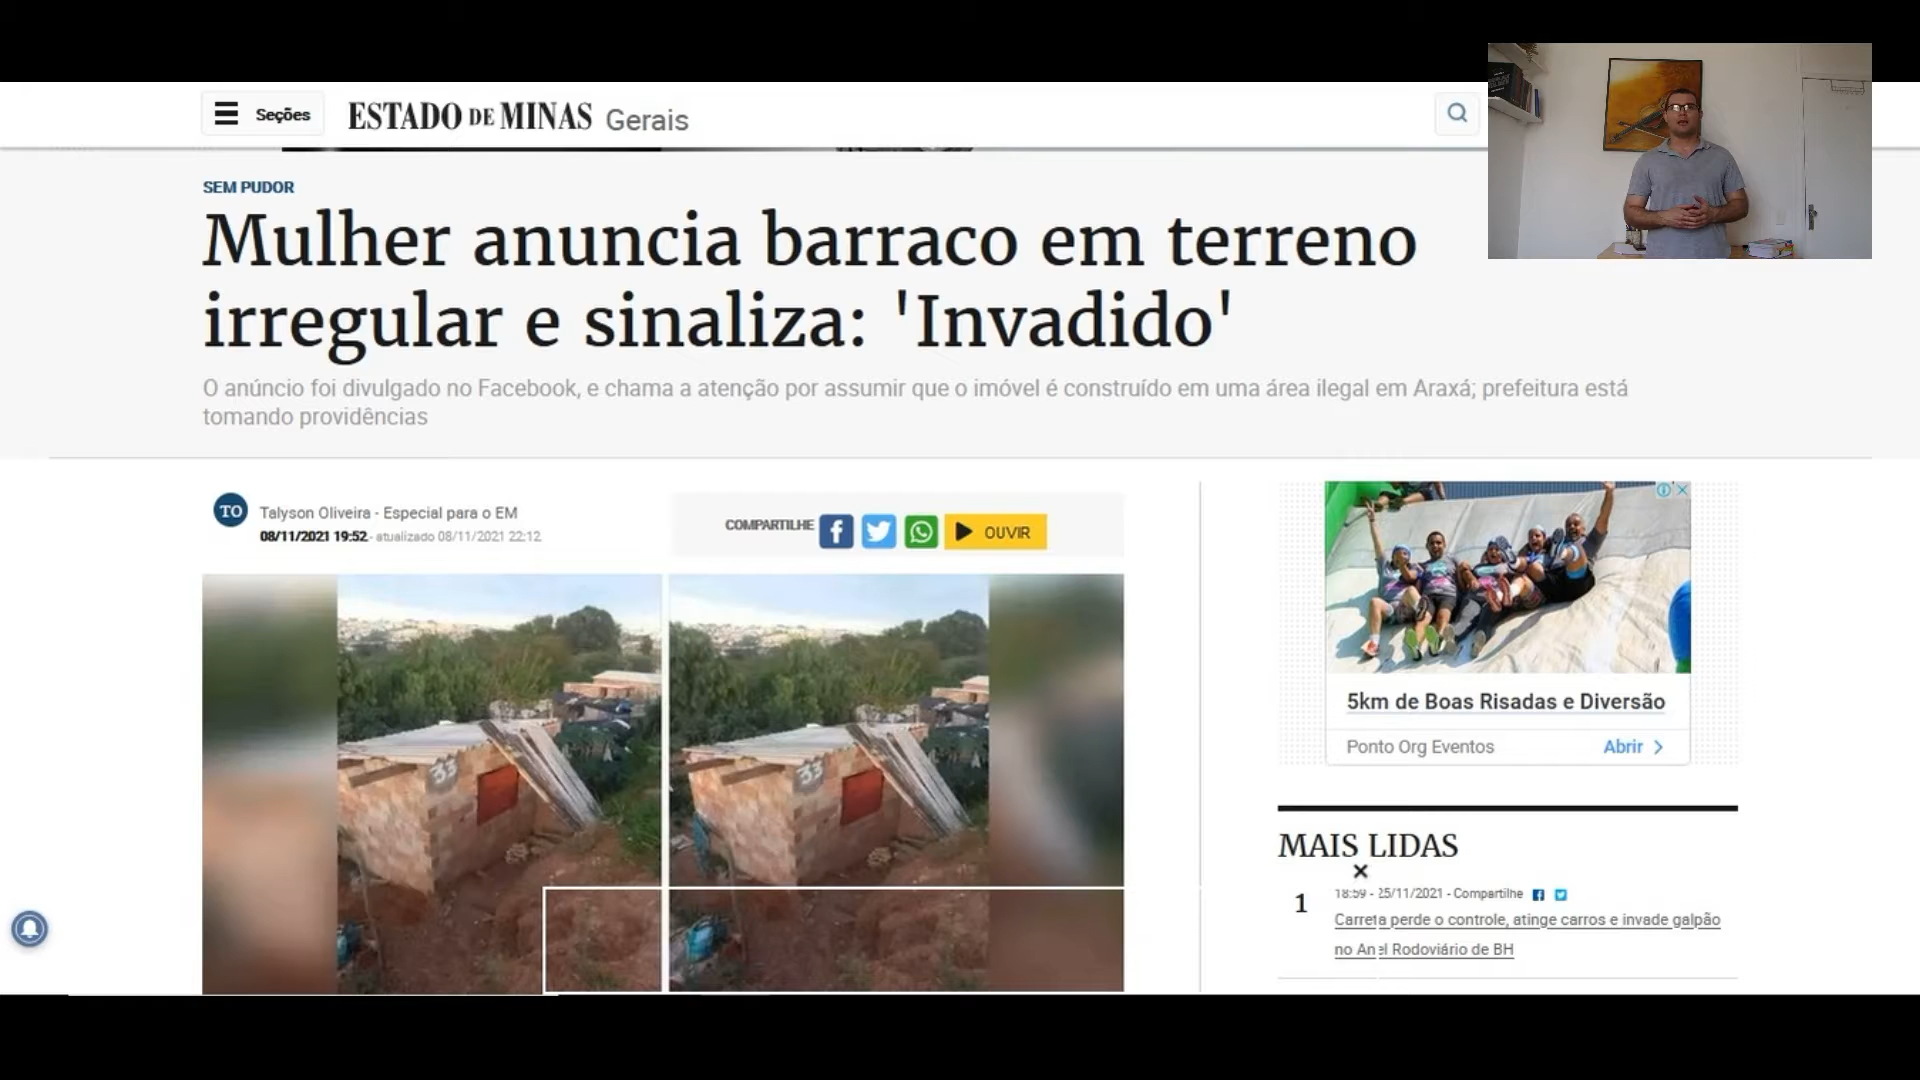 Seções
ESTADO DE MINAS Gerais
SEM PUDOR
Mulher anuncia barraco em terreno
irregular e sinaliza: 'Invadido'
O anúncio foi divulgado no Facebook, e chama a atenção por assumir que o imóvel é construído em uma área ilegal em Araxá; prefeitura está
tomando providências
TO
Talyson Oliveira - Especial para o EM
08/11/2021 19:52 - atualizado 08/11/2021 22:12
COMPARTILHE
OUVIR
33
33
5km de Boas Risadas e Diversão
Ponto Org Eventos
Abrir
MAIS LIDAS
1
18:59 - 25/11/2021 - Compartilhe
Carreta perde o controle, atinge carros e invade galpão
no Anel Rodoviário de BH